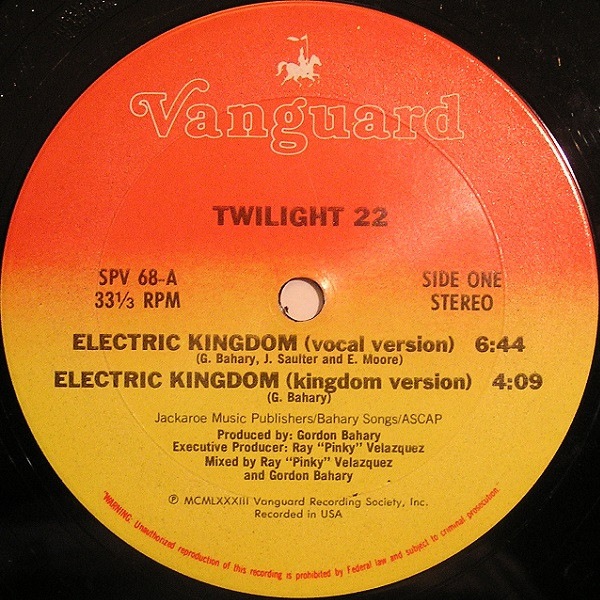 Vanguard
TWILIGHT 22
SPV 68-A
33⅓ RPM
SIDE ONE
STEREO
ELECTRIC KINGDOM (vocal version) 6:44
(G. Bahary, J. Saulter and E. Moore)
ELECTRIC KINGDOM (kingdom version) 4:09
(G. Bahary)
Jackaroe Music Publishers/Bahary Songs/ASCAP
Produced by: Gordon Bahary
Executive Producer: Ray "Pinky" Velazquez
Mixed by Ray "Pinky" Velazquez
and Gordon Bahary
℗ MCMLXXXIII Vanguard Recording Society, Inc.
Recorded in USA
"WARNING: Unauthorized reproduction of this recording is prohibited by Federal law and subject to criminal prosecution."